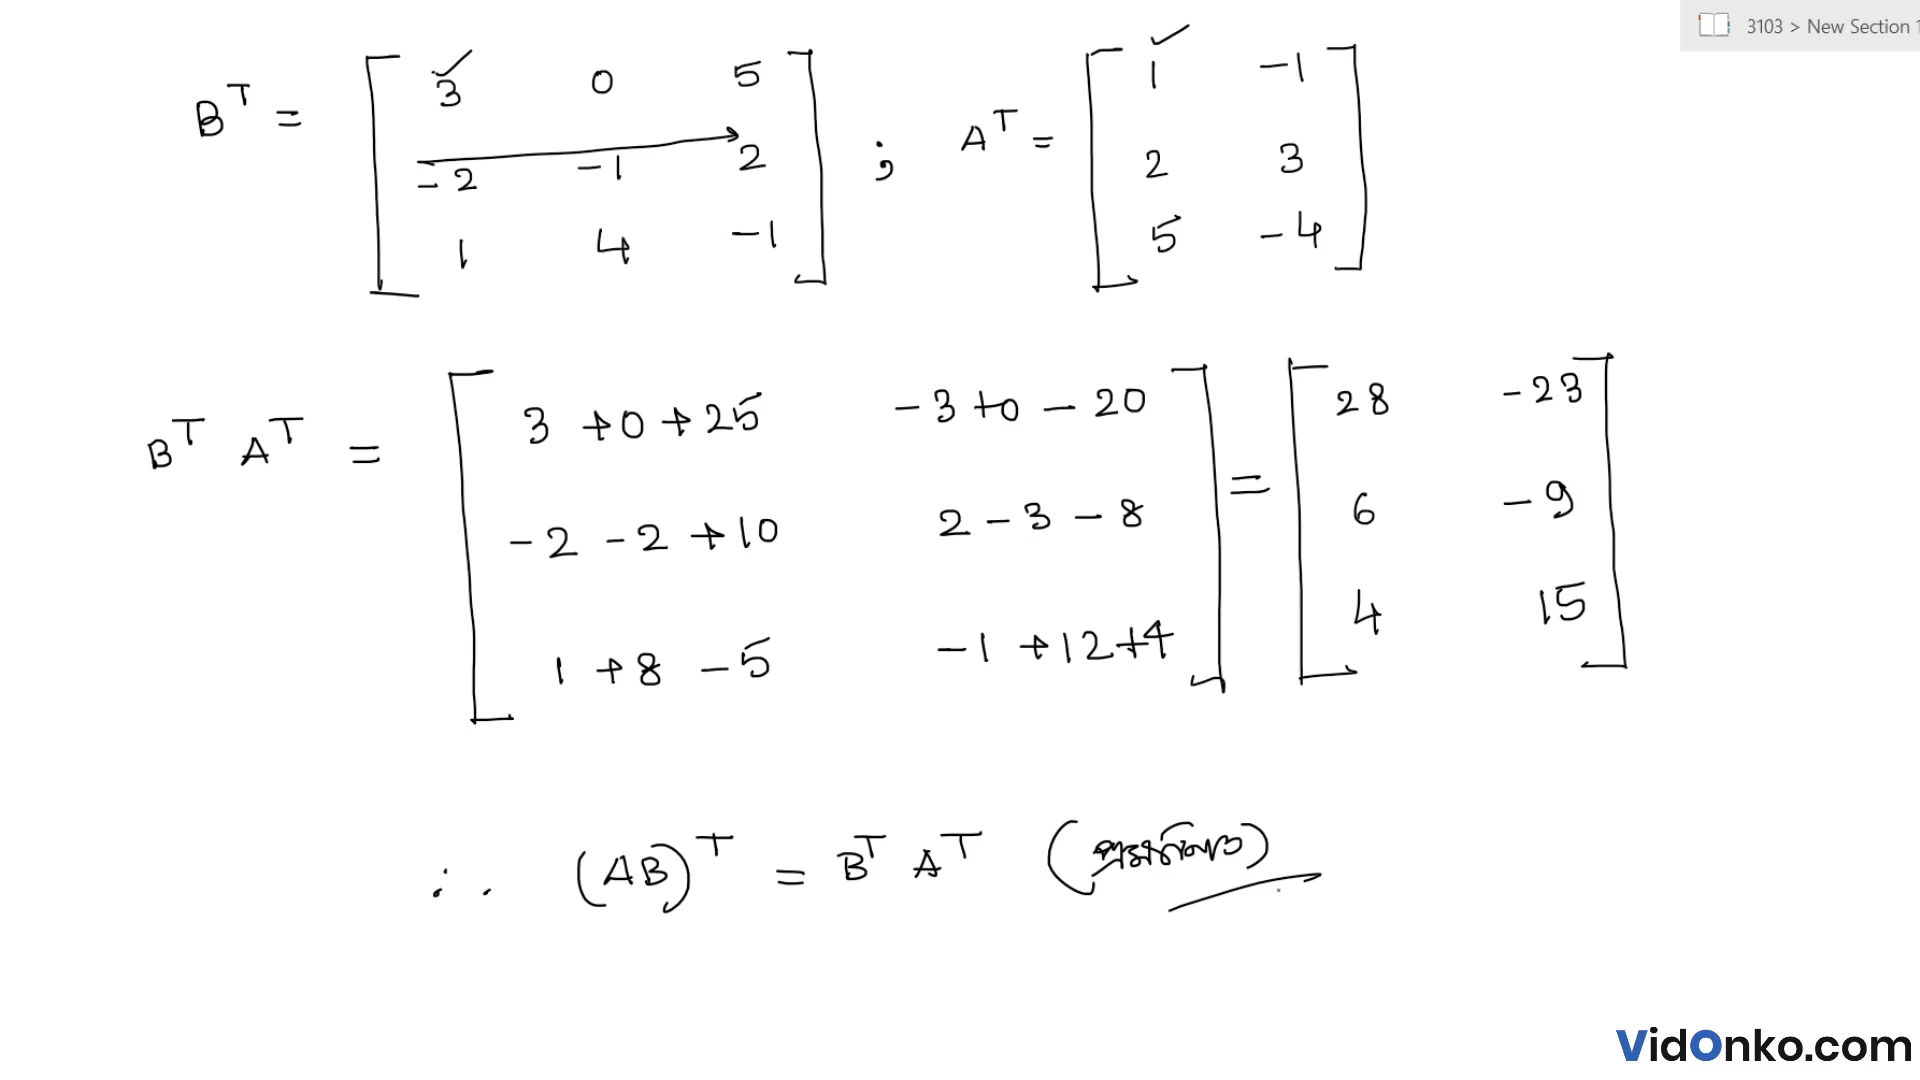 3103 > New Section 1
B^T = [ 3 0 5 ; A^T = [ 1 -1
-2 -1 2 2 3
1 4 -1 ] 5 -4 ]
B^T A^T = [ 3 +0 +25 -3 +0 - 20 = [ 28 -23
-2 -2 +10 2 - 3 - 8 6 -9
1 +8 -5 -1 +12 +4 ] 4 15 ]
∴ (AB)^T = B^T A^T (প্রমাণিত)
VidOnko.com